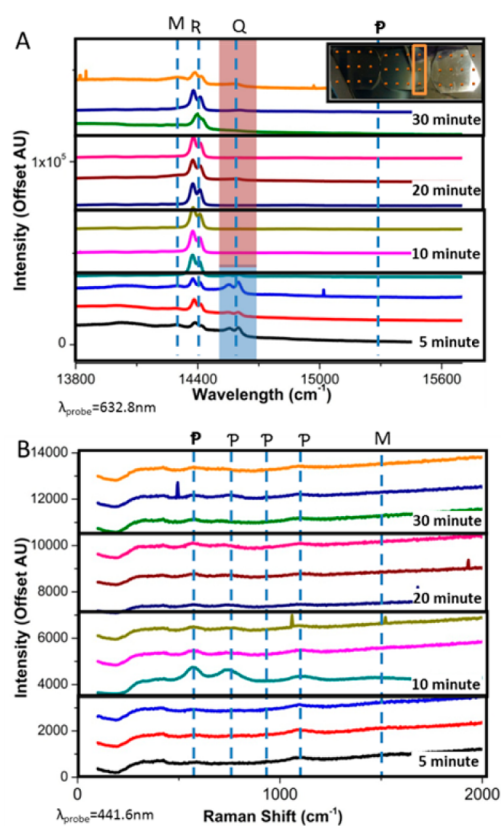 A
M R Q P
Intensity (Offset AU)
1x10⁵
0
30 minute
20 minute
10 minute
5 minute
13800 14400 15000 15600
Wavelength (cm⁻¹)
λprobe=632.8nm
B
P P P P M
Intensity (Offset AU)
14000
12000
10000
8000
6000
4000
2000
0
30 minute
20 minute
10 minute
5 minute
0 1000 2000
Raman Shift (cm⁻¹)
λprobe=441.6nm